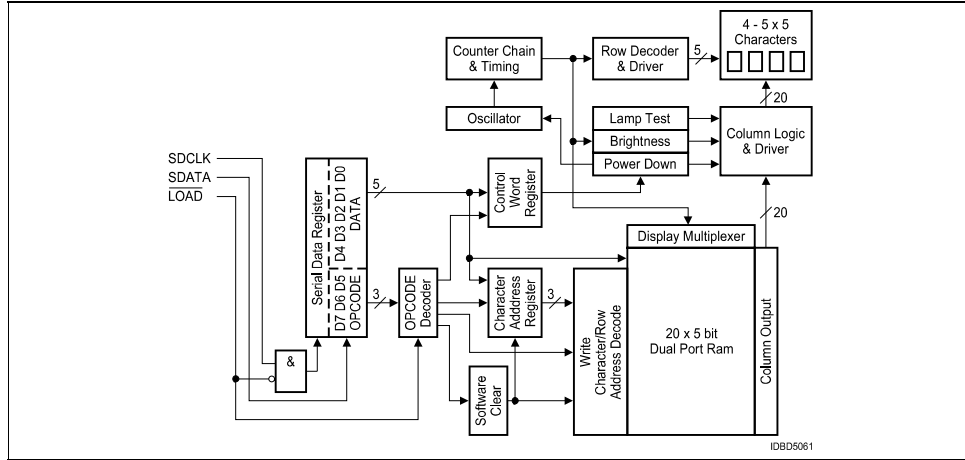 4 - 5 x 5
Characters
Counter Chain
& Timing
Row Decoder
& Driver
5
20
Oscillator
Lamp Test
Brightness
Power Down
Column Logic
& Driver
SDCLK
SDATA
LOAD
Serial Data Register
D4 D3 D2 D1 D0
DATA
D7 D6 D5
OPCODE
5
3
OPCODE
Decoder
Control
Word
Register
Character
Adddress
Register
3
20
Display Multiplexer
Write
Character/Row
Address Decode
20 x 5 bit
Dual Port Ram
Column Output
&
Software
Clear
IDBD5061